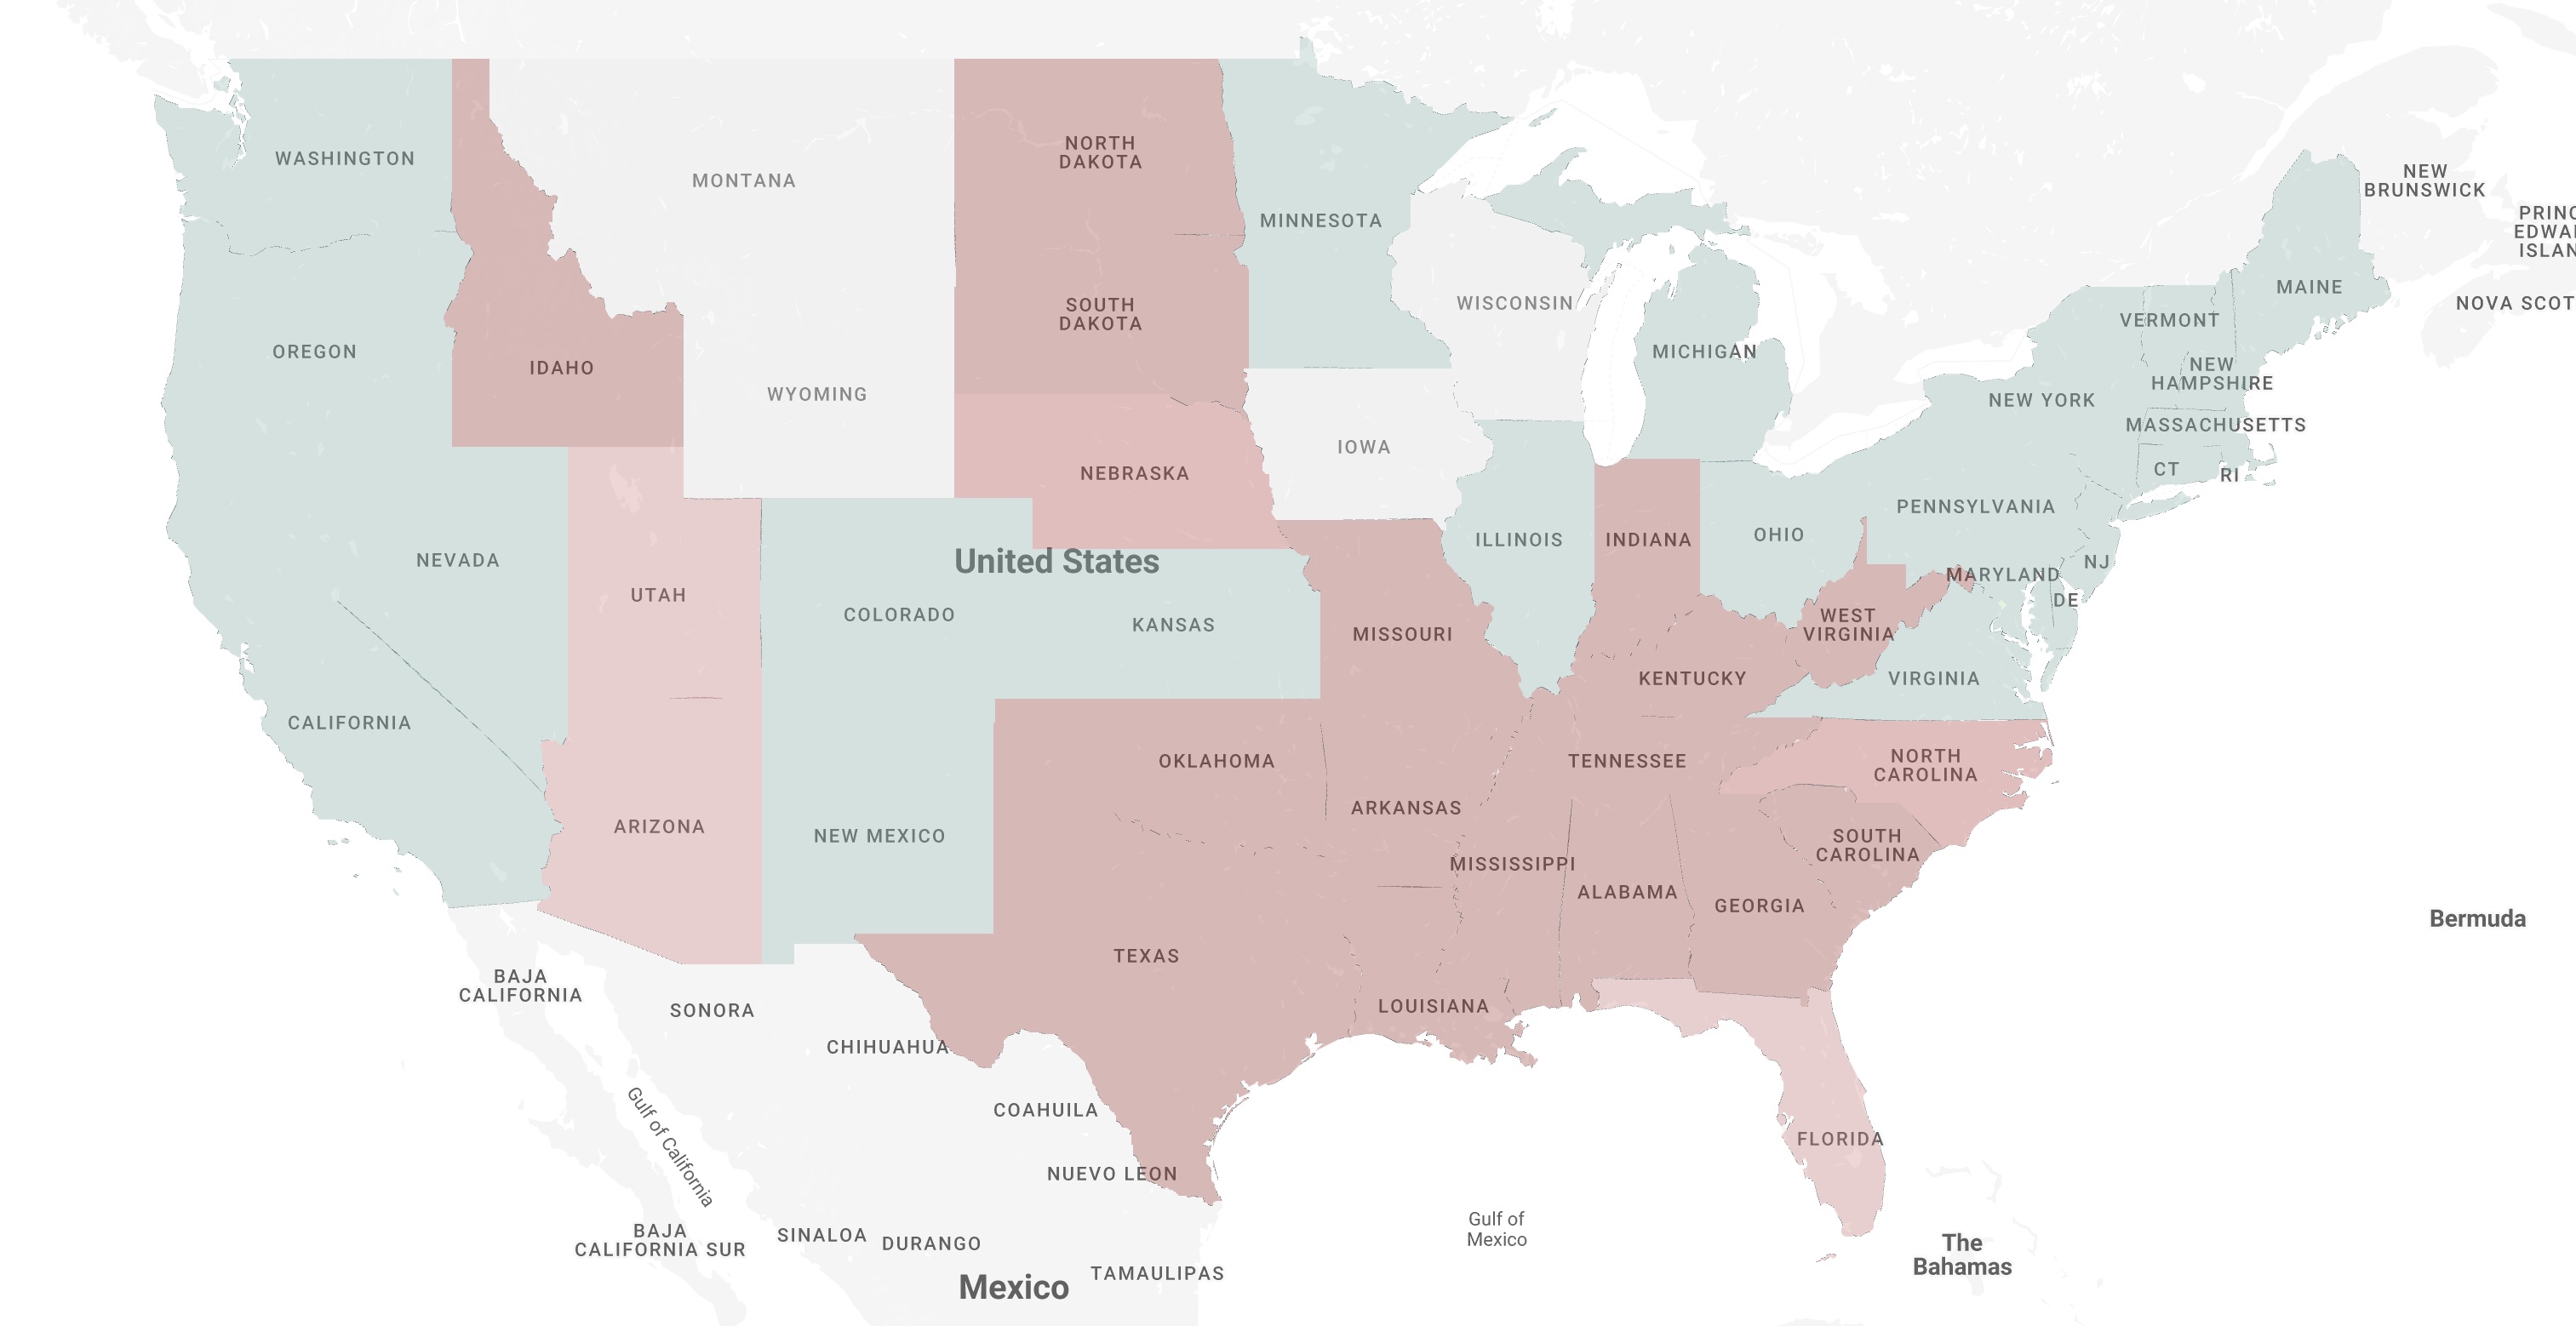 NEW
BRUNSWICK
PRINC
EDWA
ISLAN
NOVA SCOT
WASHINGTON
MONTANA
NORTH
DAKOTA
MINNESOTA
SOUTH
DAKOTA
WISCONSIN
MICHIGAN
MAINE
VERMONT
NEW
HAMPSHIRE
NEW YORK
MASSACHUSETTS
CT
RI
OREGON
IDAHO
WYOMING
IOWA
NEBRASKA
PENNSYLVANIA
NEVADA
UTAH
United States
COLORADO
KANSAS
ILLINOIS
INDIANA
OHIO
NJ
MARYLAND
DE
WEST
VIRGINIA
MISSOURI
KENTUCKY
VIRGINIA
CALIFORNIA
OKLAHOMA
TENNESSEE
NORTH
CAROLINA
ARIZONA
NEW MEXICO
ARKANSAS
MISSISSIPPI
SOUTH
CAROLINA
ALABAMA
GEORGIA
Bermuda
TEXAS
LOUISIANA
BAJA
CALIFORNIA
SONORA
CHIHUAHUA
COAHUILA
Gulf of California
NUEVO LEON
FLORIDA
BAJA
CALIFORNIA SUR
SINALOA
DURANGO
Gulf of
Mexico
The
Bahamas
Mexico
TAMAULIPAS